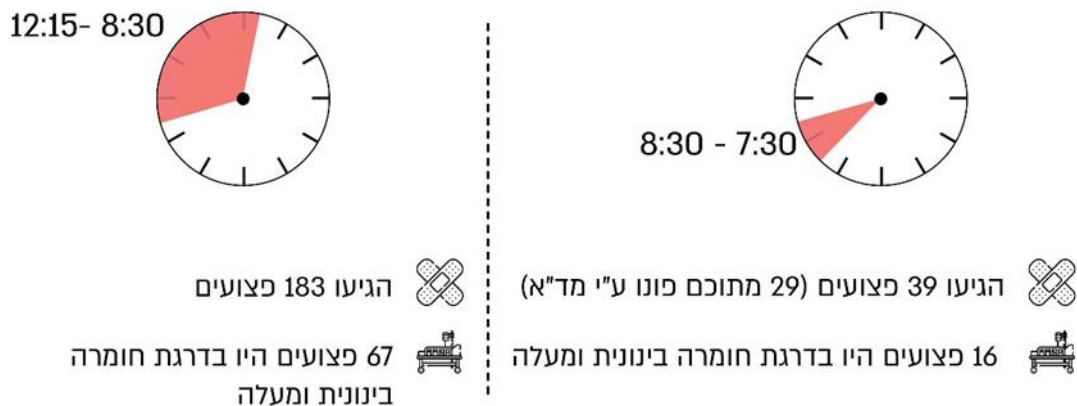 8:30 - 7:30
הגיעו 39 פצועים (29 מתוכם פונו ע"י מד"א)
16 פצועים היו בדרגת חומרה בינונית ומעלה
12:15- 8:30
הגיעו 183 פצועים
67 פצועים היו בדרגת חומרה
בינונית ומעלה